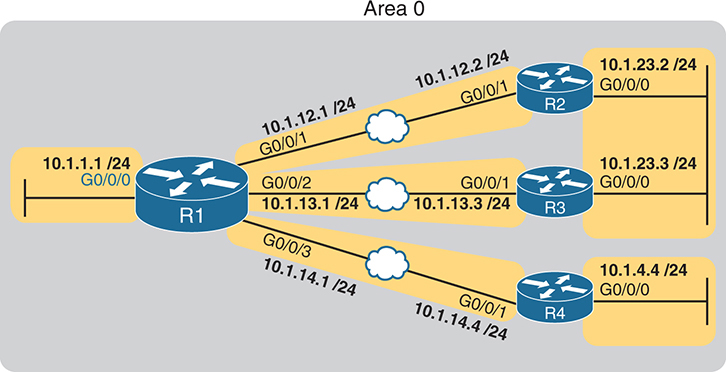 Area 0
10.1.1.1 /24
G0/0/0
R1
10.1.12.1 /24
G0/0/1
10.1.12.2 /24
G0/0/1
R2
10.1.23.2 /24
G0/0/0
G0/0/2
10.1.13.1 /24
G0/0/1
10.1.13.3 /24
R3
10.1.23.3 /24
G0/0/0
G0/0/3
10.1.14.1 /24
G0/0/1
10.1.14.4 /24
R4
10.1.4.4 /24
G0/0/0